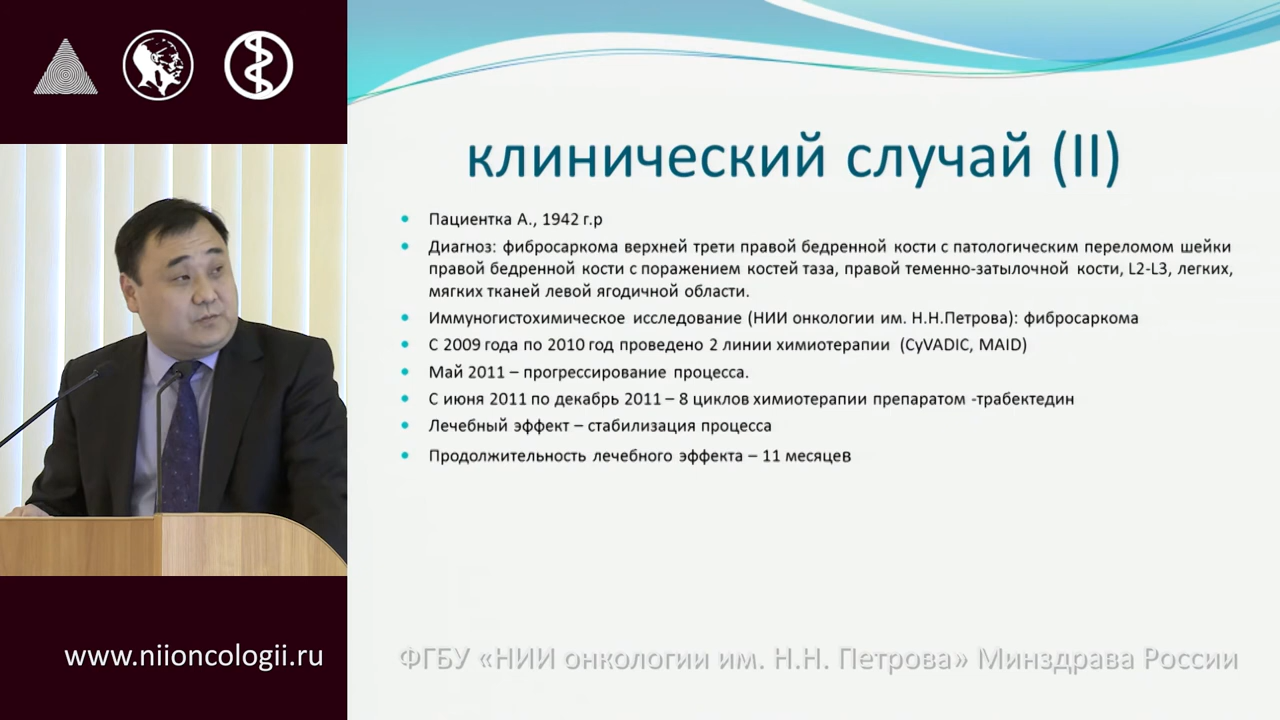 клинический случай (II)
Пациентка А., 1942 г.р
Диагноз: фибросаркома верхней трети правой бедренной кости с патологическим переломом шейки
правой бедренной кости с поражением костей таза, правой теменно-затылочной кости, L2-L3, легких,
мягких тканей левой ягодичной области.
Иммуногистохимическое исследование (НИИ онкологии им. Н.Н.Петрова): фибросаркома
С 2009 года по 2010 год проведено 2 линии химиотерапии (CyVADIC, MAID)
Май 2011 – прогрессирование процесса.
С июня 2011 по декабрь 2011 – 8 циклов химиотерапии препаратом -трабектедин
Лечебный эффект – стабилизация процесса
Продолжительность лечебного эффекта – 11 месяцев
www.niioncologii.ru
ФГБУ «НИИ онкологии им. Н.Н. Петрова» Минздрава России